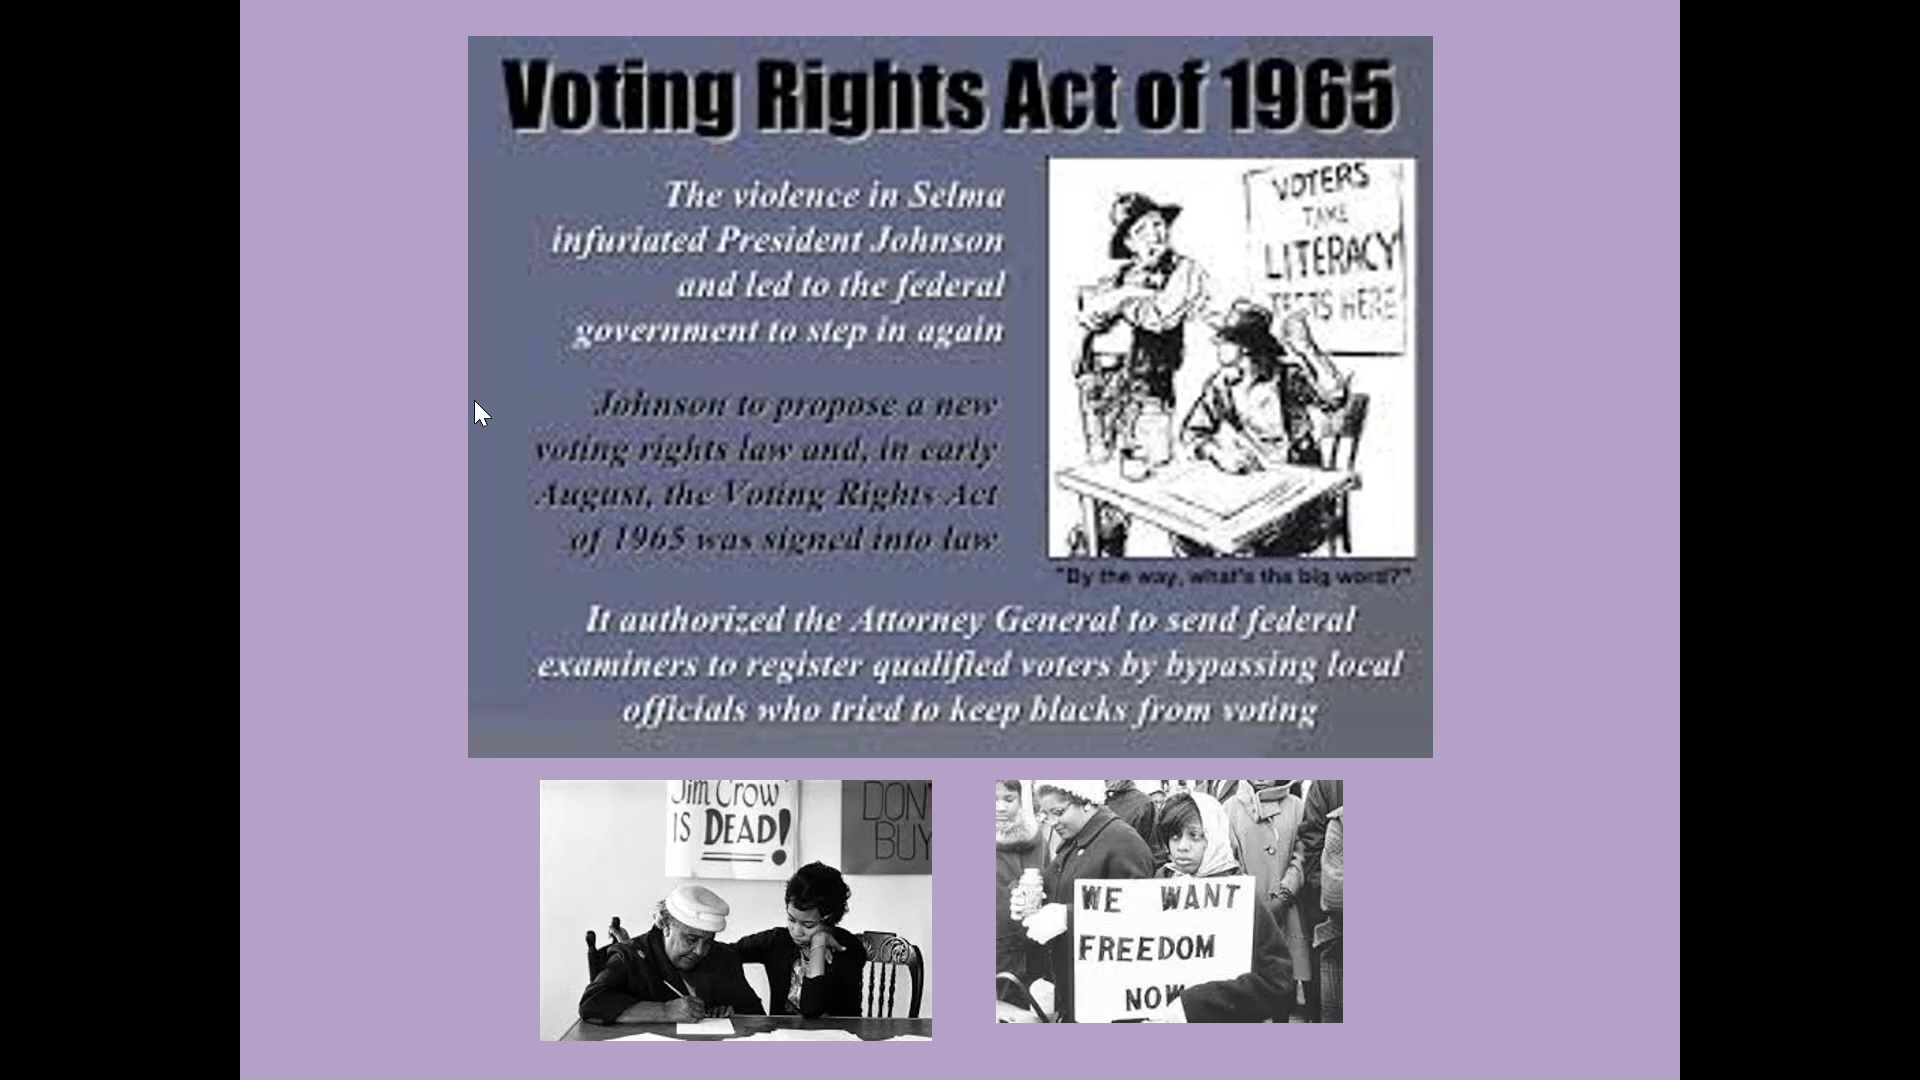 Voting Rights Act of 1965
The violence in Selma
infuriated President Johnson
and led to the federal
government to step in again
Johnson to propose a new
voting rights law and, in early
August, the Voting Rights Act
of 1965 was signed into law
VOTERS
TAKE
LITERACY
TESTS HERE
"By the way, what's the big word?"
It authorized the Attorney General to send federal
examiners to register qualified voters by bypassing local
officials who tried to keep blacks from voting
Jim Crow
IS DEAD!
DON'
BUY
WE WANT
FREEDOM
NOW